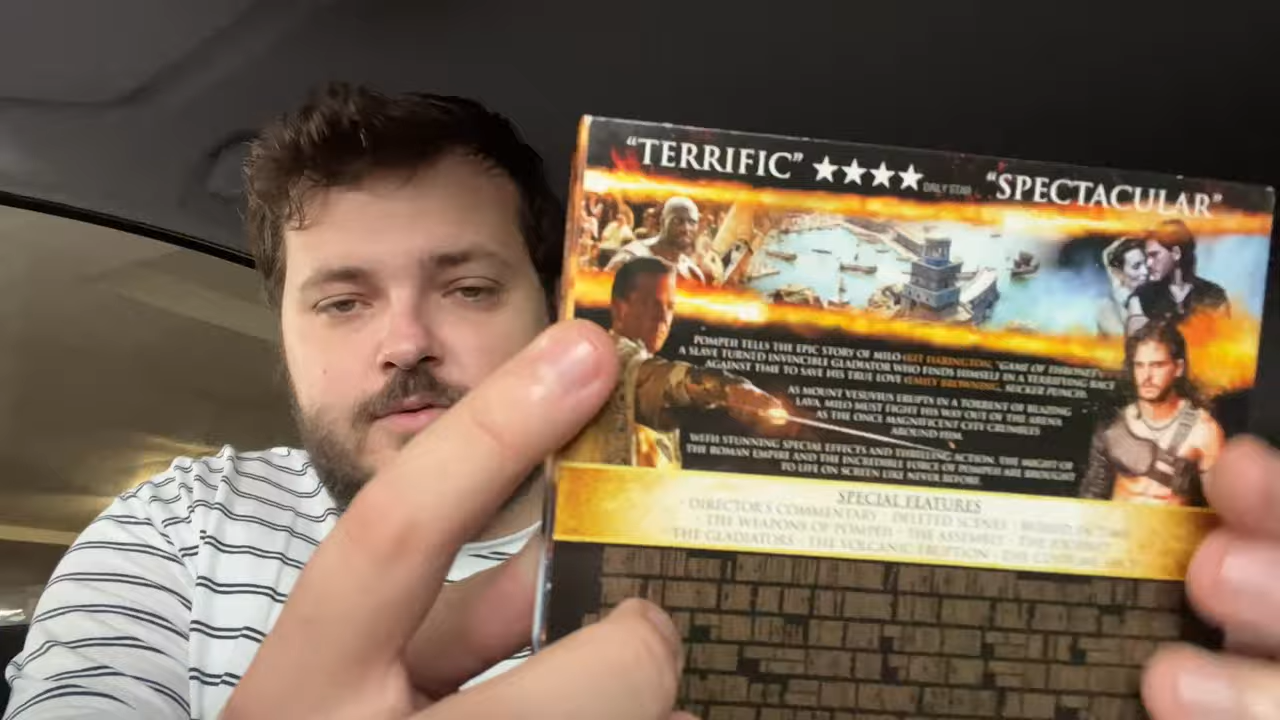 "TERRIFIC" ★★★★ DAILY STAR "SPECTACULAR"
POMPEII TELLS THE EPIC STORY OF MILO (KIT HARINGTON, "GAME OF THRONES")
A SLAVE TURNED INVINCIBLE GLADIATOR WHO FINDS HIMSELF IN A TERRIFYING RACE
AGAINST TIME TO SAVE HIS TRUE LOVE (EMILY BROWNING, SUCKER PUNCH).
AS MOUNT VESUVIUS ERUPTS IN A TORRENT OF BLAZING
LAVA, MILO MUST FIGHT HIS WAY OUT OF THE ARENA
AS THE ONCE MAGNIFICENT CITY CRUMBLES
AROUND HIM.
WITH STUNNING SPECIAL EFFECTS AND THRILLING ACTION, THE MIGHT OF
THE ROMAN EMPIRE AND THE INCREDIBLE FORCE OF POMPEII ARE BROUGHT
TO LIFE ON SCREEN LIKE NEVER BEFORE.
SPECIAL FEATURES
· DIRECTOR'S COMMENTARY · DELETED SCENES ·
· THE WEAPONS OF POMPEII · THE ASSEMBLY ·
THE GLADIATORS · THE VOLCANIC ERUPTION · THE COSTUME